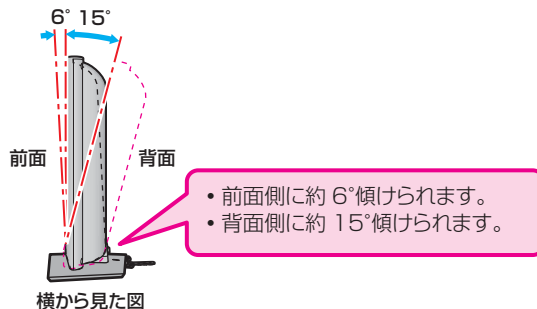 6° 15°
前面
背面
• 前面側に約 6°傾けられます。
• 背面側に約 15°傾けられます。
横から見た図